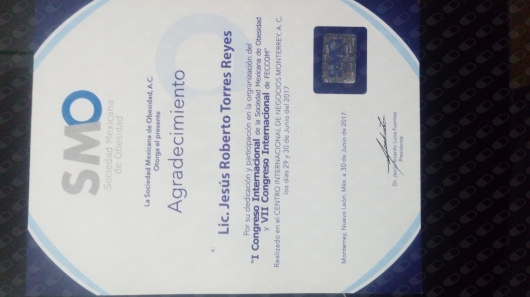 SMO
Sociedad Mexicana
de Obesidad
La Sociedad Mexicana de Obesidad, A.C.
Otorga el presente
Agradecimiento
a:
Lic. Jesús Roberto Torres Reyes
Por su dedicación y participación en la organización del
"I Congreso Internacional de la Sociedad Mexicana de Obesidad
y VII Congreso Internacional de FECCOM"
Realizado en el CENTRO INTERNACIONAL DE NEGOCIOS MONTERREY, A. C.
los días 29 y 30 de Junio del 2017
Monterrey, Nuevo León, Méx. a 30 de Junio de 2017.
Luna Fuentes
Presidente